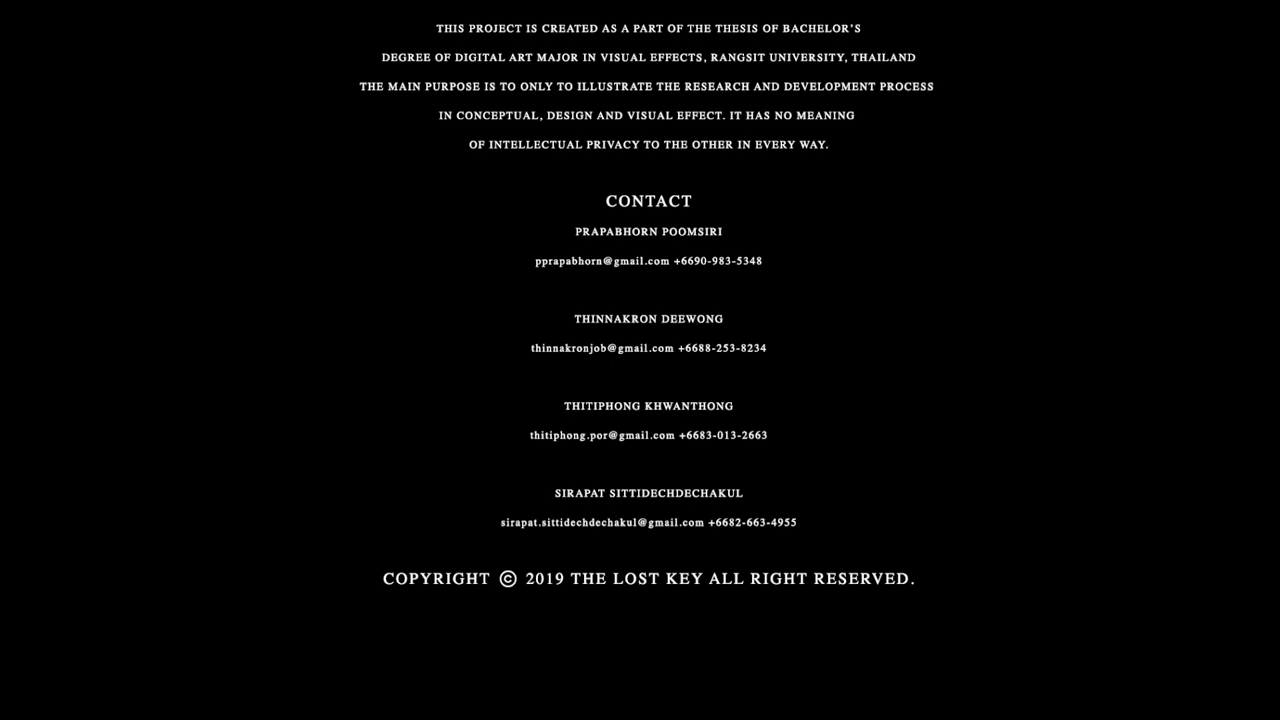 THIS PROJECT IS CREATED AS A PART OF THE THESIS OF BACHELOR'S
DEGREE OF DIGITAL ART MAJOR IN VISUAL EFFECTS, RANGSIT UNIVERSITY, THAILAND
THE MAIN PURPOSE IS TO ONLY TO ILLUSTRATE THE RESEARCH AND DEVELOPMENT PROCESS
IN CONCEPTUAL, DESIGN AND VISUAL EFFECT. IT HAS NO MEANING
OF INTELLECTUAL PRIVACY TO THE OTHER IN EVERY WAY.
CONTACT
PRAPABHORN POOMSIRI
pprapabhorn@gmail.com +6690-983-5348
THINNAKRON DEEWONG
thinnakronjob@gmail.com +6688-253-8234
THITIPHONG KHWANTHONG
thitiphong.por@gmail.com +6683-013-2663
SIRAPAT SITTIDECHDECHAKUL
sirapat.sittidechdechakul@gmail.com +6682-663-4955
COPYRIGHT © 2019 THE LOST KEY ALL RIGHT RESERVED.